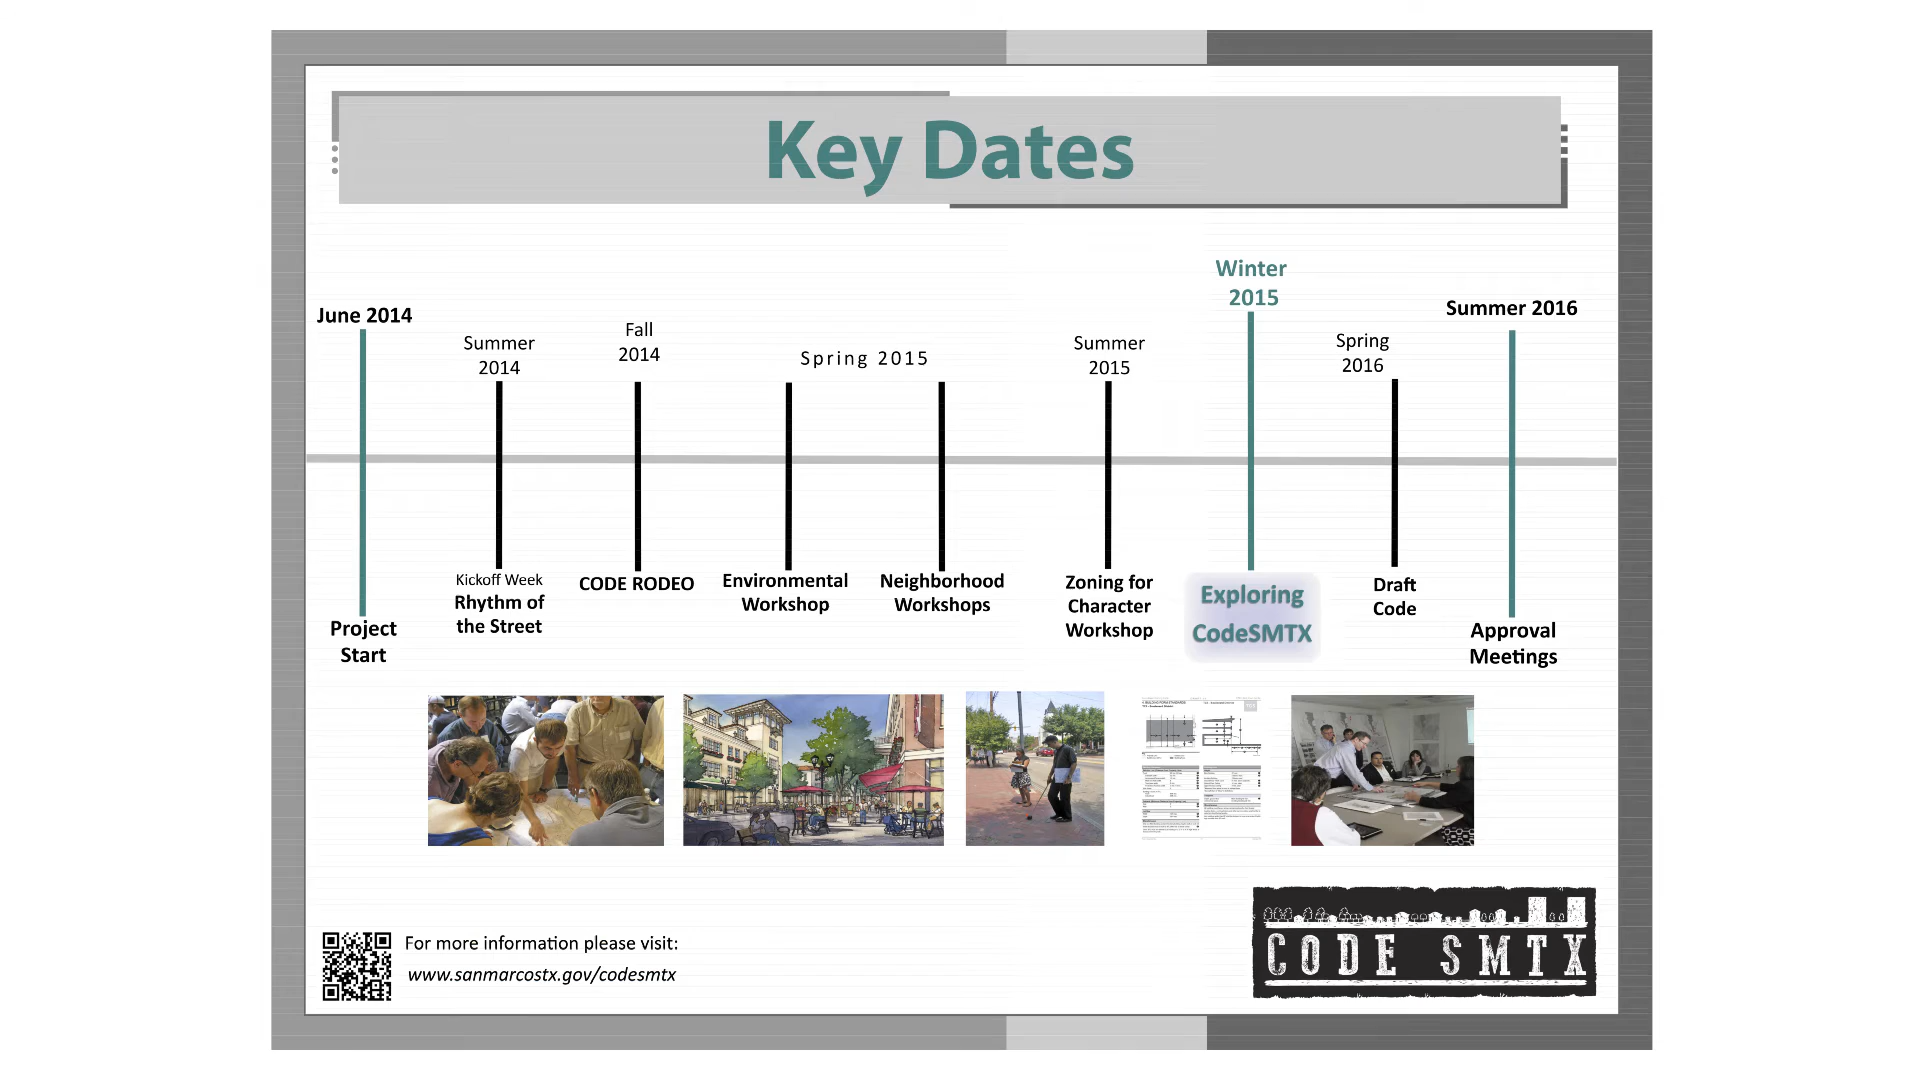 Key Dates
June 2014
Summer
2014
Fall
2014
Spring 2015
Summer
2015
Winter
2015
Spring
2016
Summer 2016
Project
Start
Kickoff Week
Rhythm of
the Street
CODE RODEO
Environmental
Workshop
Neighborhood
Workshops
Zoning for
Character
Workshop
Exploring
CodeSMTX
Draft
Code
Approval
Meetings
For more information please visit:
www.sanmarcostx.gov/codesmtx
CODE SMTX